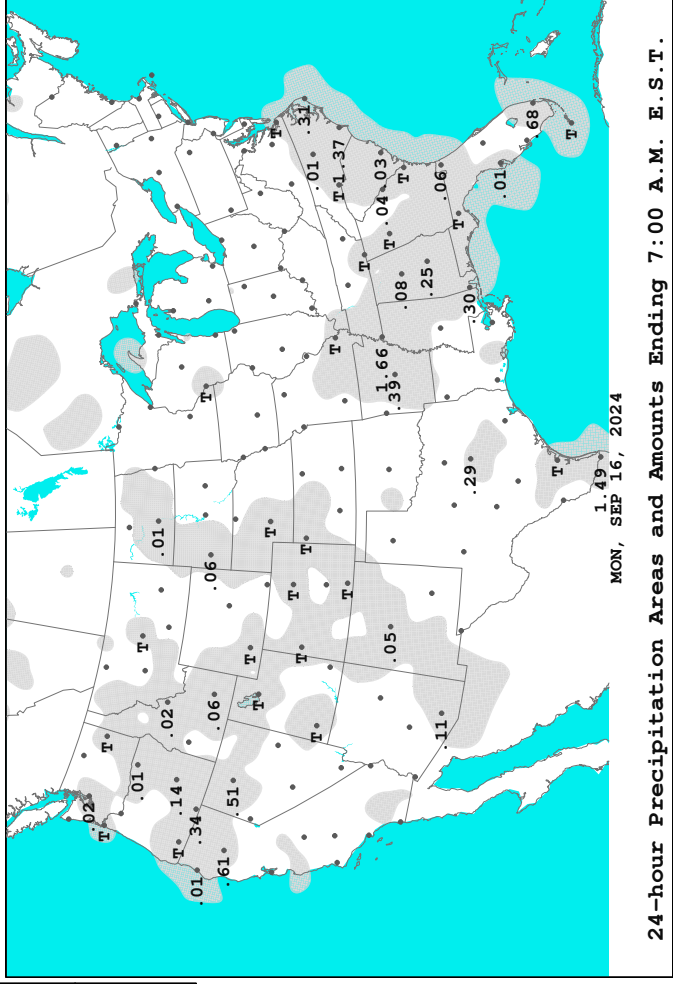 .02
T
T
.01
T
.01
.02
.14
T
.01
.34
T
.06
.06
.61
.51
T
T
T
T
T
T
.31
T
.01
T
T
T 1.37
T
T
1.66
.04 .03
T
.05
.39
.08
T
.25
.06
.11
T
.30
.29
.01
.68
T
T
1.49
MON, SEP 16, 2024
24-hour Precipitation Areas and Amounts Ending 7:00 A.M. E.S.T.